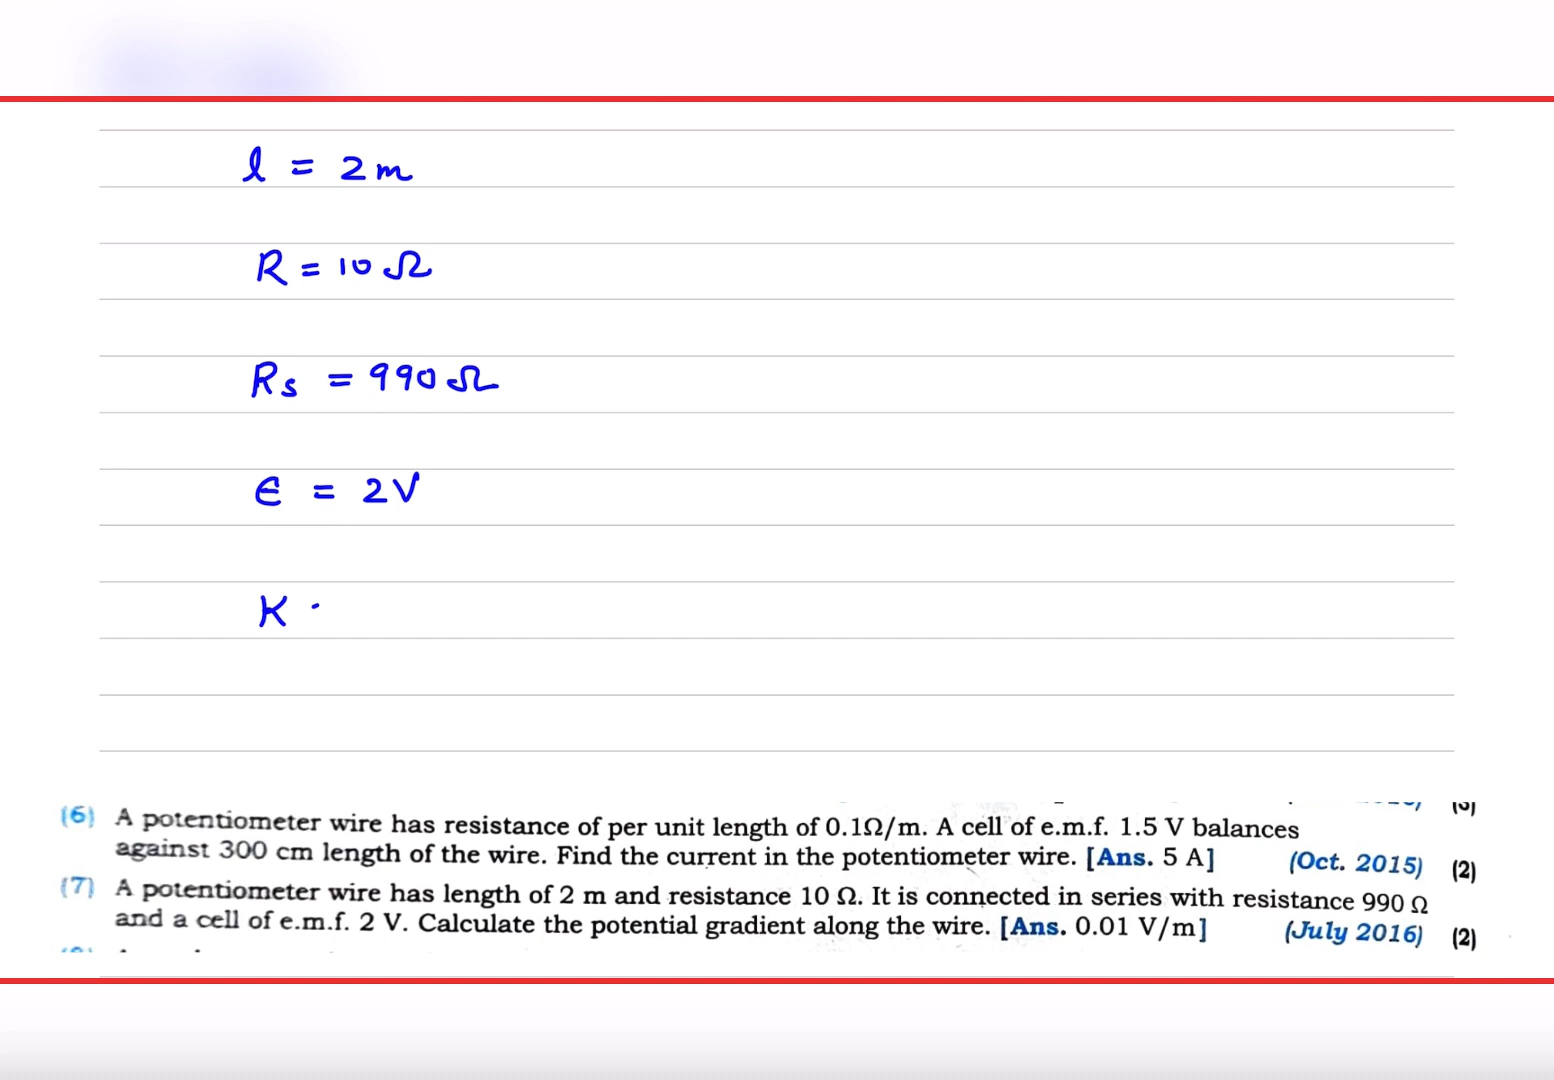 l = 2 m
R = 10 Ω
Rs = 990 Ω
ϵ = 2V
K ·
(6) A potentiometer wire has resistance of per unit length of 0.1Ω/m. A cell of e.m.f. 1.5 V balances
against 300 cm length of the wire. Find the current in the potentiometer wire. [Ans. 5 A] (Oct. 2015) (2)
(7) A potentiometer wire has length of 2 m and resistance 10 Ω. It is connected in series with resistance 990 Ω
and a cell of e.m.f. 2 V. Calculate the potential gradient along the wire. [Ans. 0.01 V/m] (July 2016) (2)